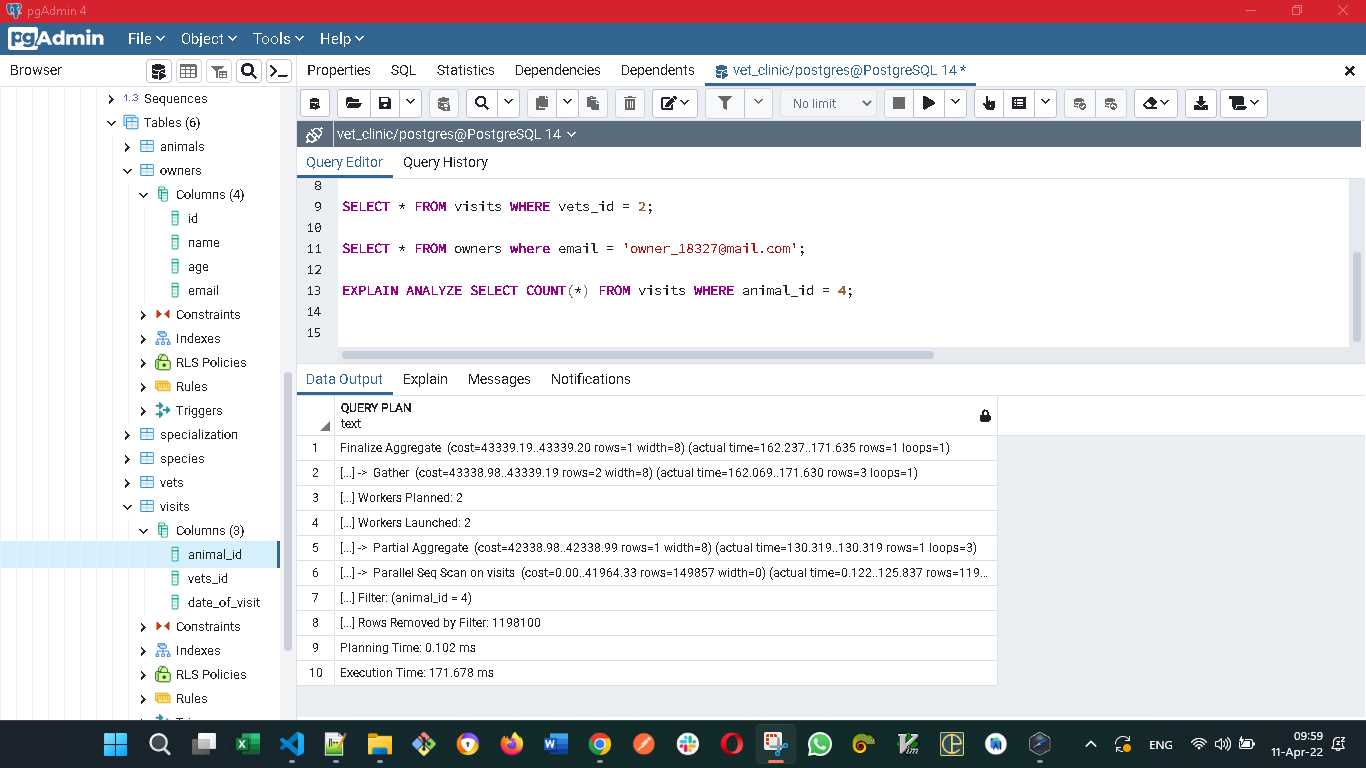 pgAdmin 4
pgAdmin File Object Tools Help
Browser
Properties SQL Statistics Dependencies Dependents vet_clinic/postgres@PostgreSQL 14 *
No limit
vet_clinic/postgres@PostgreSQL 14
Query Editor Query History
1.3 Sequences
Tables (6)
animals
owners
Columns (4)
id
name
age
email
Constraints
Indexes
RLS Policies
Rules
Triggers
specialization
species
vets
visits
Columns (3)
animal_id
vets_id
date_of_visit
Constraints
Indexes
RLS Policies
Rules
8
9 SELECT * FROM visits WHERE vets_id = 2;
10
11 SELECT * FROM owners where email = 'owner_18327@mail.com';
12
13 EXPLAIN ANALYZE SELECT COUNT(*) FROM visits WHERE animal_id = 4;
14
15
Data Output Explain Messages Notifications
QUERY PLAN
text
1 Finalize Aggregate (cost=43339.19..43339.20 rows=1 width=8) (actual time=162.237..171.635 rows=1 loops=1)
2 [...] -> Gather (cost=43338.98..43339.19 rows=2 width=8) (actual time=162.069..171.630 rows=3 loops=1)
3 [...] Workers Planned: 2
4 [...] Workers Launched: 2
5 [...] -> Partial Aggregate (cost=42338.98..42338.99 rows=1 width=8) (actual time=130.319..130.319 rows=1 loops=3)
6 [...] -> Parallel Seq Scan on visits (cost=0.00..41964.33 rows=149857 width=0) (actual time=0.122..125.837 rows=119...
7 [...] Filter: (animal_id = 4)
8 [...] Rows Removed by Filter: 1198100
9 Planning Time: 0.102 ms
10 Execution Time: 171.678 ms
ENG
09:59
11-Apr-22